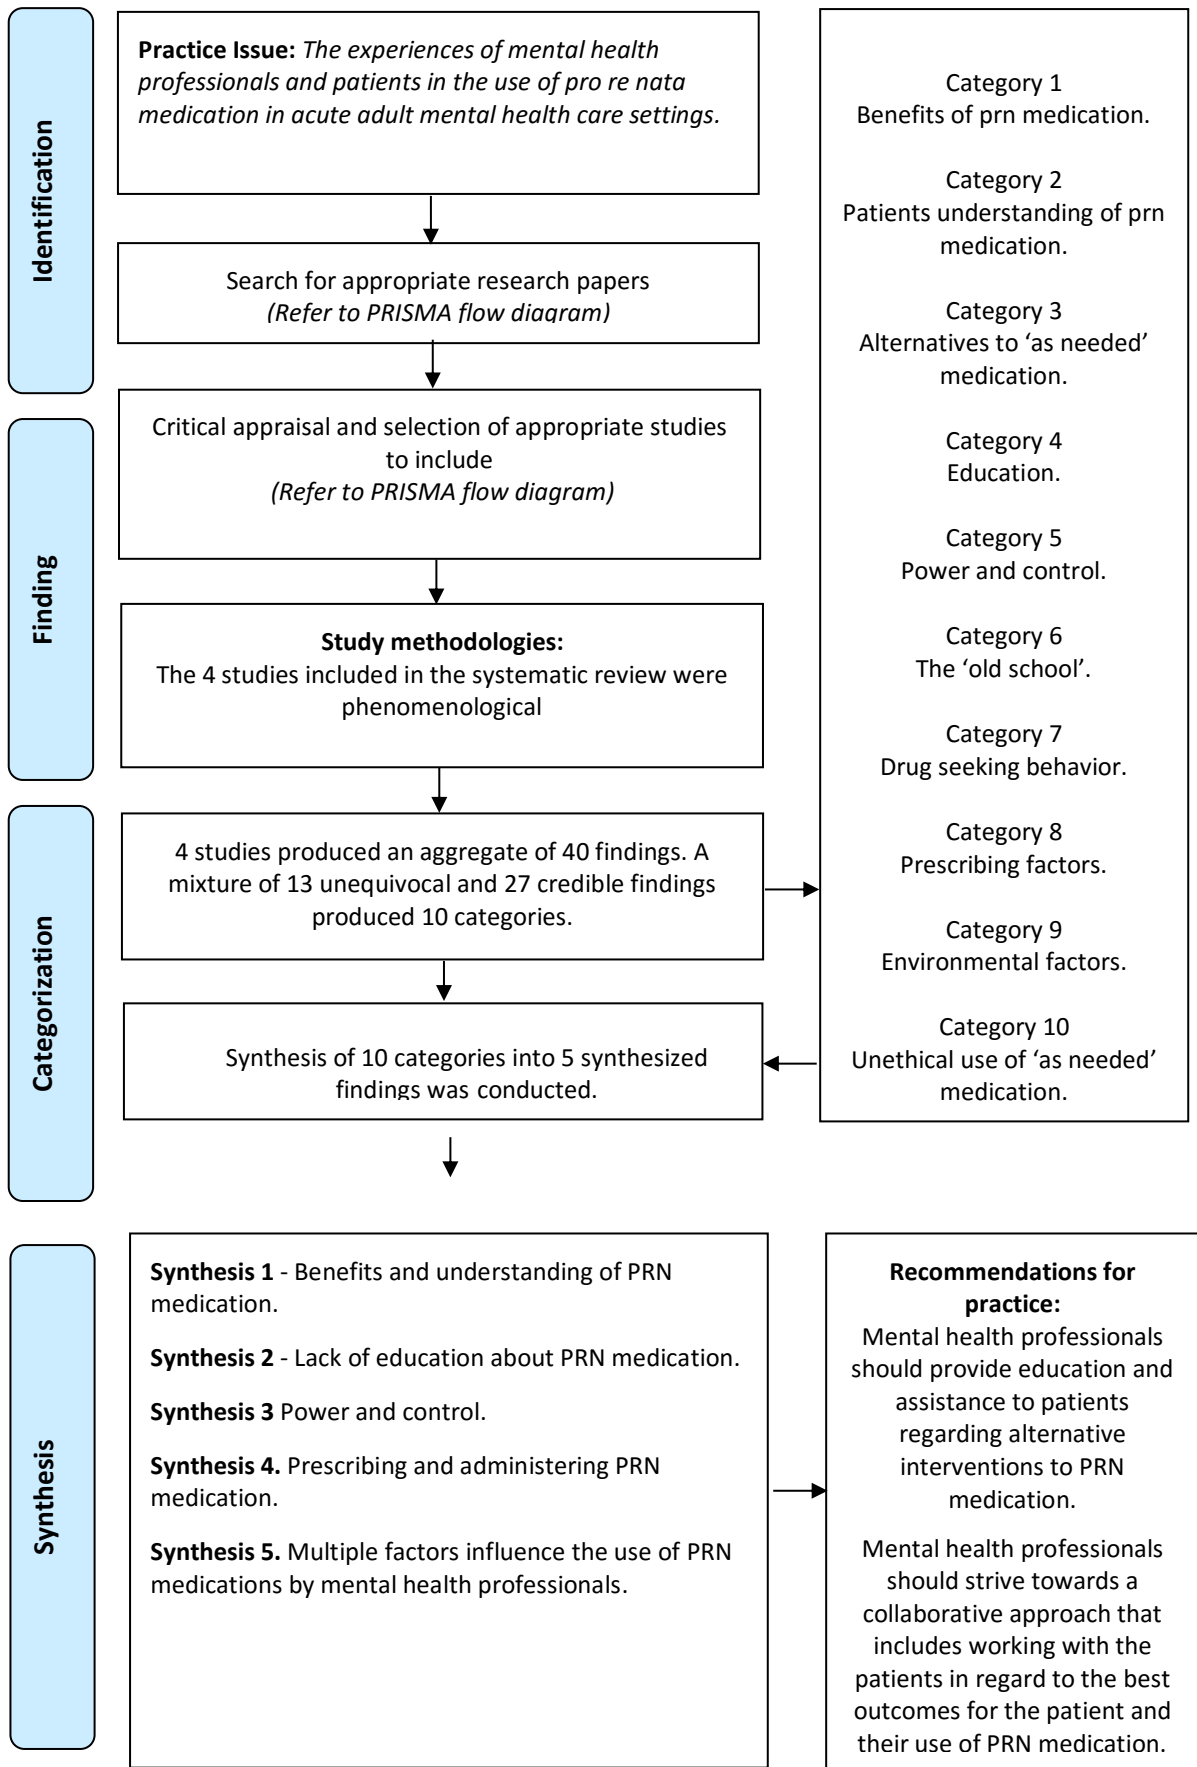 Identification
Practice Issue: The experiences of mental health
professionals and patients in the use of pro re nata
medication in acute adult mental health care settings.
Search for appropriate research papers
(Refer to PRISMA flow diagram)
Finding
Critical appraisal and selection of appropriate studies
to include
(Refer to PRISMA flow diagram)
Study methodologies:
The 4 studies included in the systematic review were
phenomenological
Categorization
4 studies produced an aggregate of 40 findings. A
mixture of 13 unequivocal and 27 credible findings
produced 10 categories.
Synthesis of 10 categories into 5 synthesized
findings was conducted.
Category 1
Benefits of prn medication.
Category 2
Patients understanding of prn
medication.
Category 3
Alternatives to ‘as needed’
medication.
Category 4
Education.
Category 5
Power and control.
Category 6
The ‘old school’.
Category 7
Drug seeking behavior.
Category 8
Prescribing factors.
Category 9
Environmental factors.
Category 10
Unethical use of ‘as needed’
medication.
Synthesis
Synthesis 1 - Benefits and understanding of PRN
medication.
Synthesis 2 - Lack of education about PRN medication.
Synthesis 3 Power and control.
Synthesis 4. Prescribing and administering PRN
medication.
Synthesis 5. Multiple factors influence the use of PRN
medications by mental health professionals.
Recommendations for
practice:
Mental health professionals
should provide education and
assistance to patients
regarding alternative
interventions to PRN
medication.
Mental health professionals
should strive towards a
collaborative approach that
includes working with the
patients in regard to the best
outcomes for the patient and
their use of PRN medication.